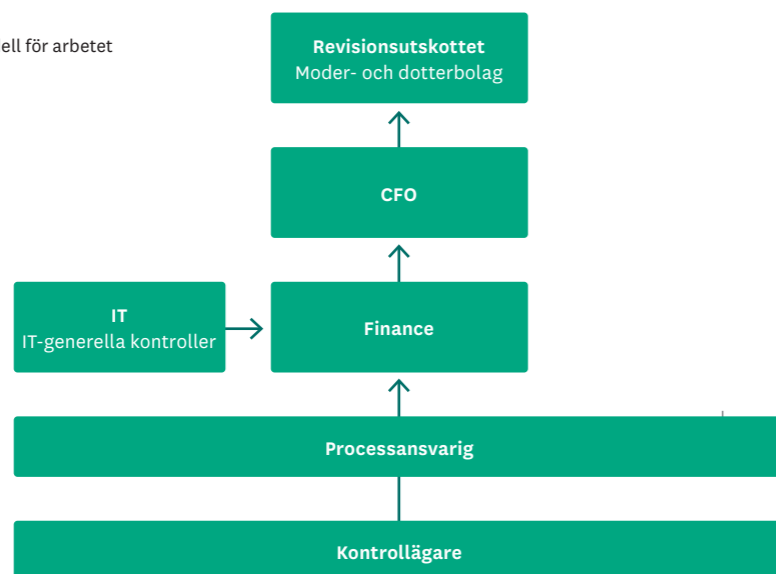 ell för arbetet
Revisionsutskottet
Moder- och dotterbolag
CFO
IT
IT-generella kontroller
Finance
Processansvarig
Kontrollägare